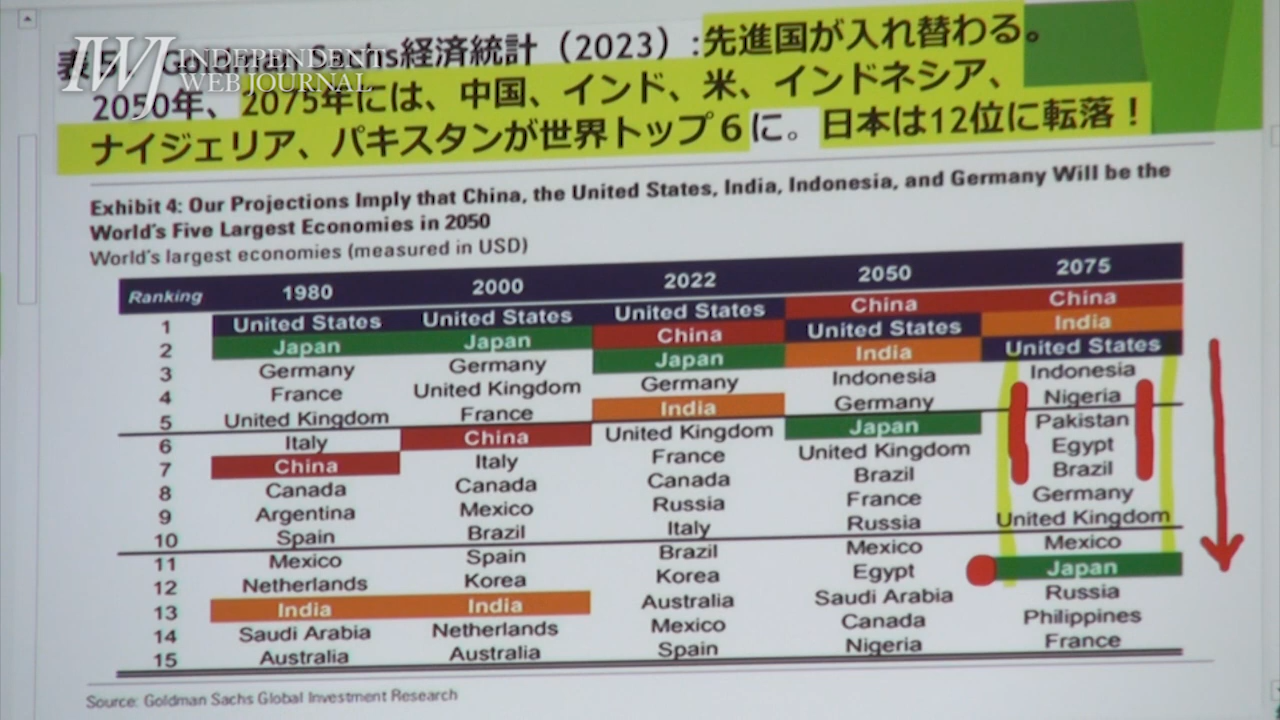 IWJ INDEPENDENT
WEB JOURNAL
経済統計（2023）:先進国が入れ替わる。
2050年、2075年には、中国、インド、米、インドネシア、
ナイジェリア、パキスタンが世界トップ６に。日本は12位に転落！
Exhibit 4: Our Projections Imply that China, the United States, India, Indonesia, and Germany Will be the
World's Five Largest Economies in 2050
World's largest economies (measured in USD)
Ranking 1980 2000 2022 2050 2075
1 United States United States United States China China
2 Japan Japan China United States India
3 Germany Germany Japan India United States
4 France United Kingdom Germany Indonesia Indonesia
5 United Kingdom France India Germany Nigeria
6 Italy China United Kingdom Japan Pakistan
7 China Italy France United Kingdom Egypt
8 Canada Canada Canada Brazil Brazil
9 Argentina Mexico Russia France Germany
10 Spain Brazil Italy Russia United Kingdom
11 Mexico Spain Brazil Mexico Mexico
12 Netherlands Korea Korea Egypt Japan
13 India India Australia Saudi Arabia Russia
14 Saudi Arabia Netherlands Mexico Canada Philippines
15 Australia Australia Spain Nigeria France
Source: Goldman Sachs Global Investment Research